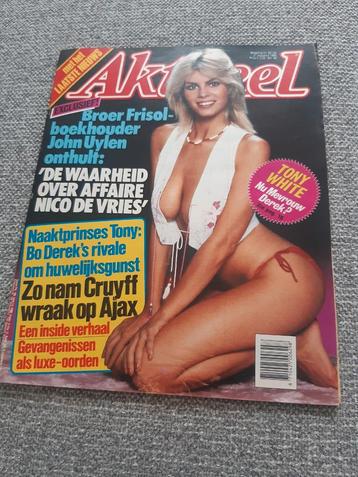 met het
LAATSTE NIEUWS
Aktueel
EXCLUSIEF!
Broer Frisol-
boekhouder
John Uylen
onthult:
'DE WAARHEID
OVER AFFAIRE
NICO DE VRIES'
TONY
WHITE
Nu Mevrouw
Derek?
Naaktprinses Tony:
Bo Derek's rivale
om huwelijksgunst
Zo nam Cruyff
wraak op Ajax
Een inside verhaal
Gevangenissen
als luxe-oorden